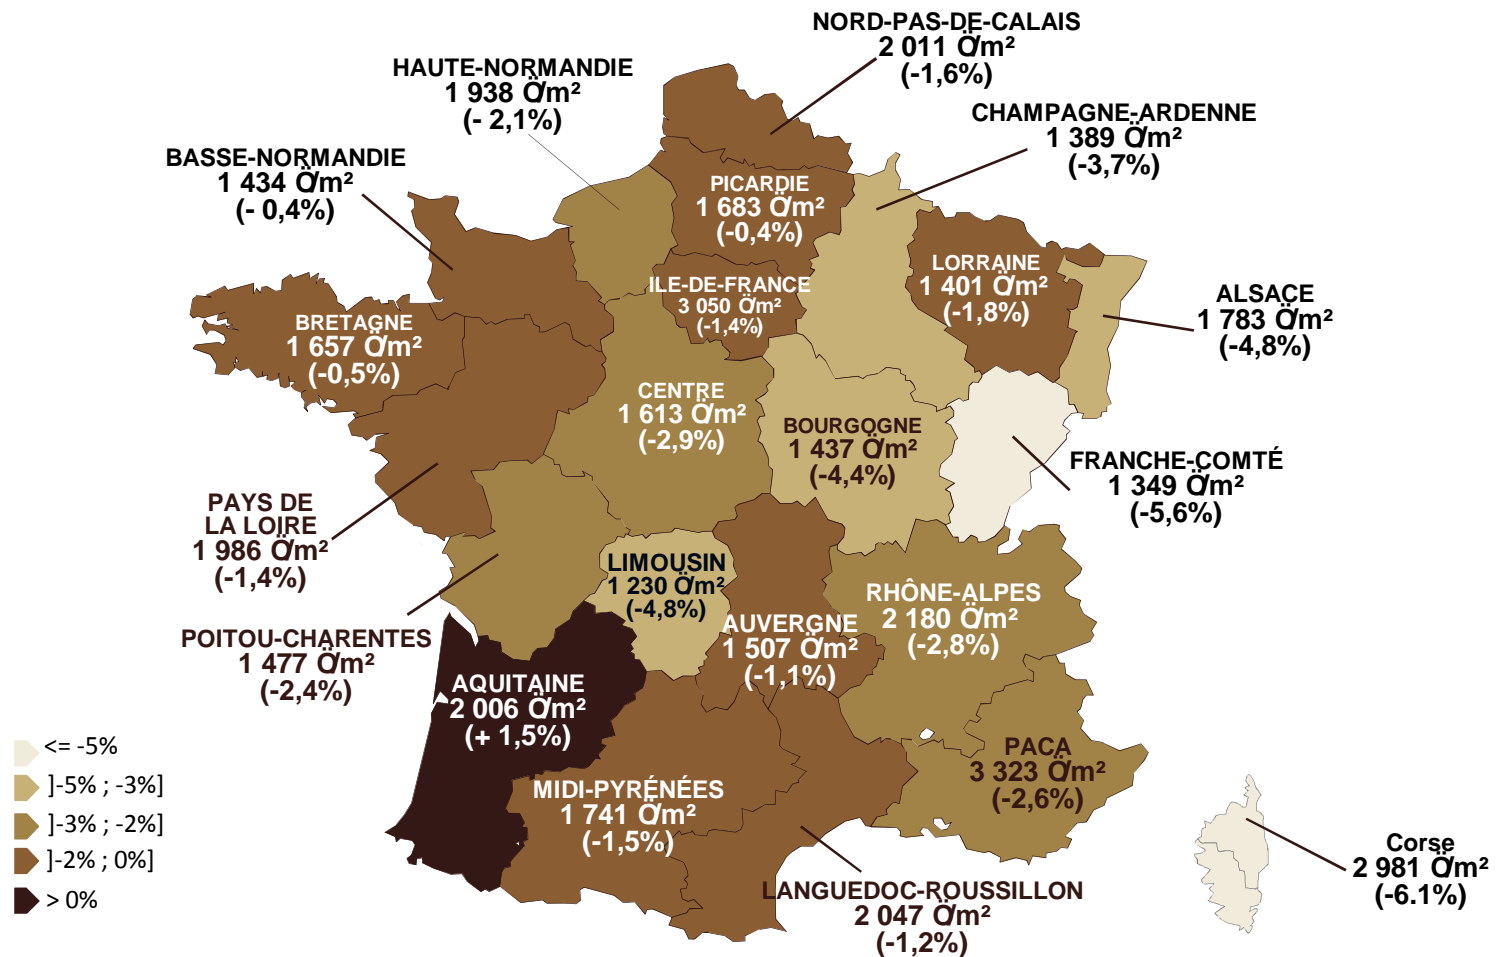 NORD-PAS-DE-CALAIS
2 011 Ö/m²
(-1,6%)
HAUTE-NORMANDIE
1 938 Ö/m²
(- 2,1%)
CHAMPAGNE-ARDENNE
1 389 Ö/m²
(-3,7%)
BASSE-NORMANDIE
1 434 Ö/m²
(- 0,4%)
PICARDIE
1 683 Ö/m²
(-0,4%)
LORRAINE
1 401 Ö/m²
(-1,8%)
ILE-DE-FRANCE
3 050 Ö/m²
(-1,4%)
ALSACE
1 783 Ö/m²
(-4,8%)
BRETAGNE
1 657 Ö/m²
(-0,5%)
CENTRE
1 613 Ö/m²
(-2,9%)
BOURGOGNE
1 437 Ö/m²
(-4,4%)
FRANCHE-COMTÉ
1 349 Ö/m²
(-5,6%)
PAYS DE
LA LOIRE
1 986 Ö/m²
(-1,4%)
LIMOUSIN
1 230 Ö/m²
(-4,8%)
RHÔNE-ALPES
2 180 Ö/m²
(-2,8%)
AUVERGNE
1 507 Ö/m²
(-1,1%)
POITOU-CHARENTES
1 477 Ö/m²
(-2,4%)
AQUITAINE
2 006 Ö/m²
(+ 1,5%)
PACA
3 323 Ö/m²
(-2,6%)
MIDI-PYRÉNÉES
1 741 Ö/m²
(-1,5%)
Corse
2 981 Ö/m²
(-6.1%)
LANGUEDOC-ROUSSILLON
2 047 Ö/m²
(-1,2%)
<= -5%
]-5% ; -3%]
]-3% ; -2%]
]-2% ; 0%]
> 0%